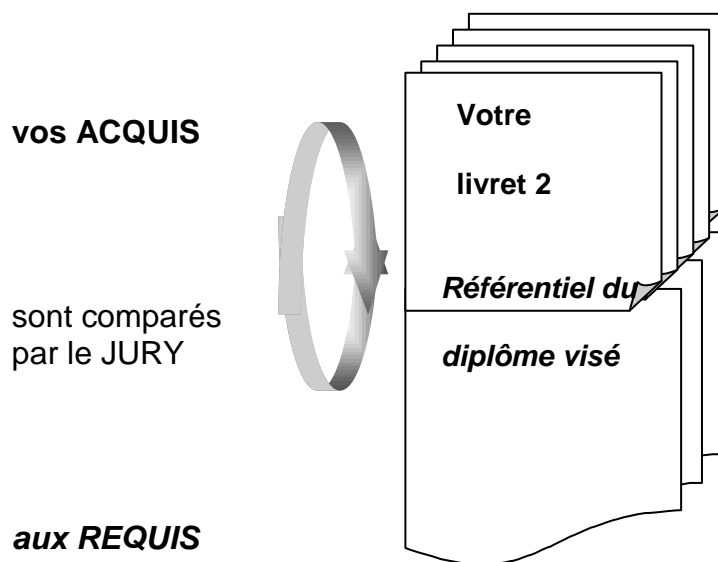 vos ACQUIS
Votre
livret 2
sont comparés
par le JURY
Référentiel du
diplôme visé
aux REQUIS